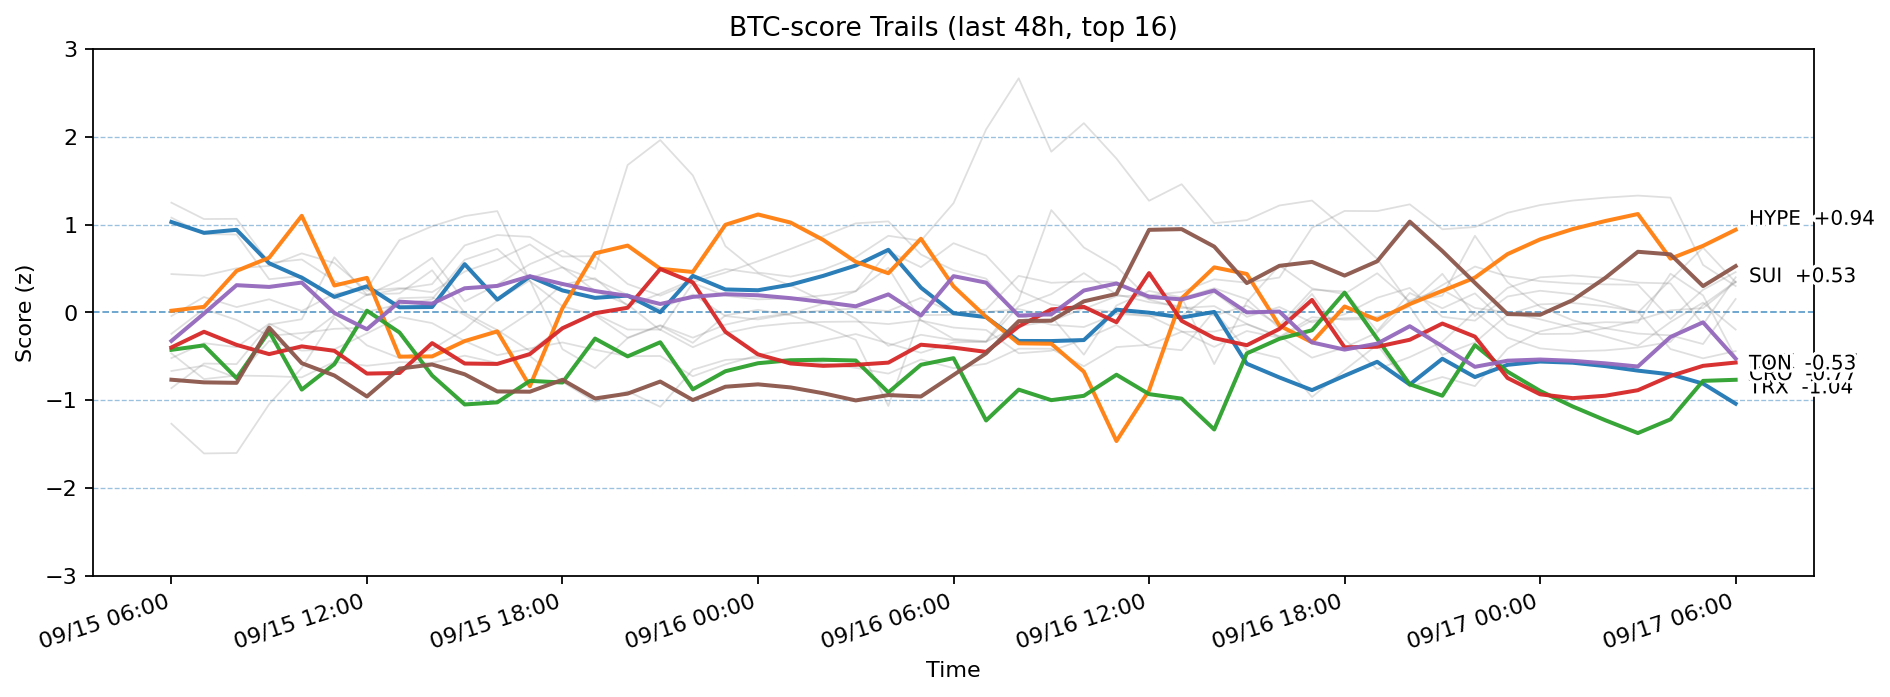 BTC-score Trails (last 48h, top 16)
Score (z)
3
2
1
0
−1
−2
−3
HYPE +0.94
SUI +0.53
TON -0.53
CRO -0.77
TRX -1.04
09/15 06:00
09/15 12:00
09/15 18:00
09/16 00:00
09/16 06:00
09/16 12:00
09/16 18:00
09/17 00:00
09/17 06:00
Time